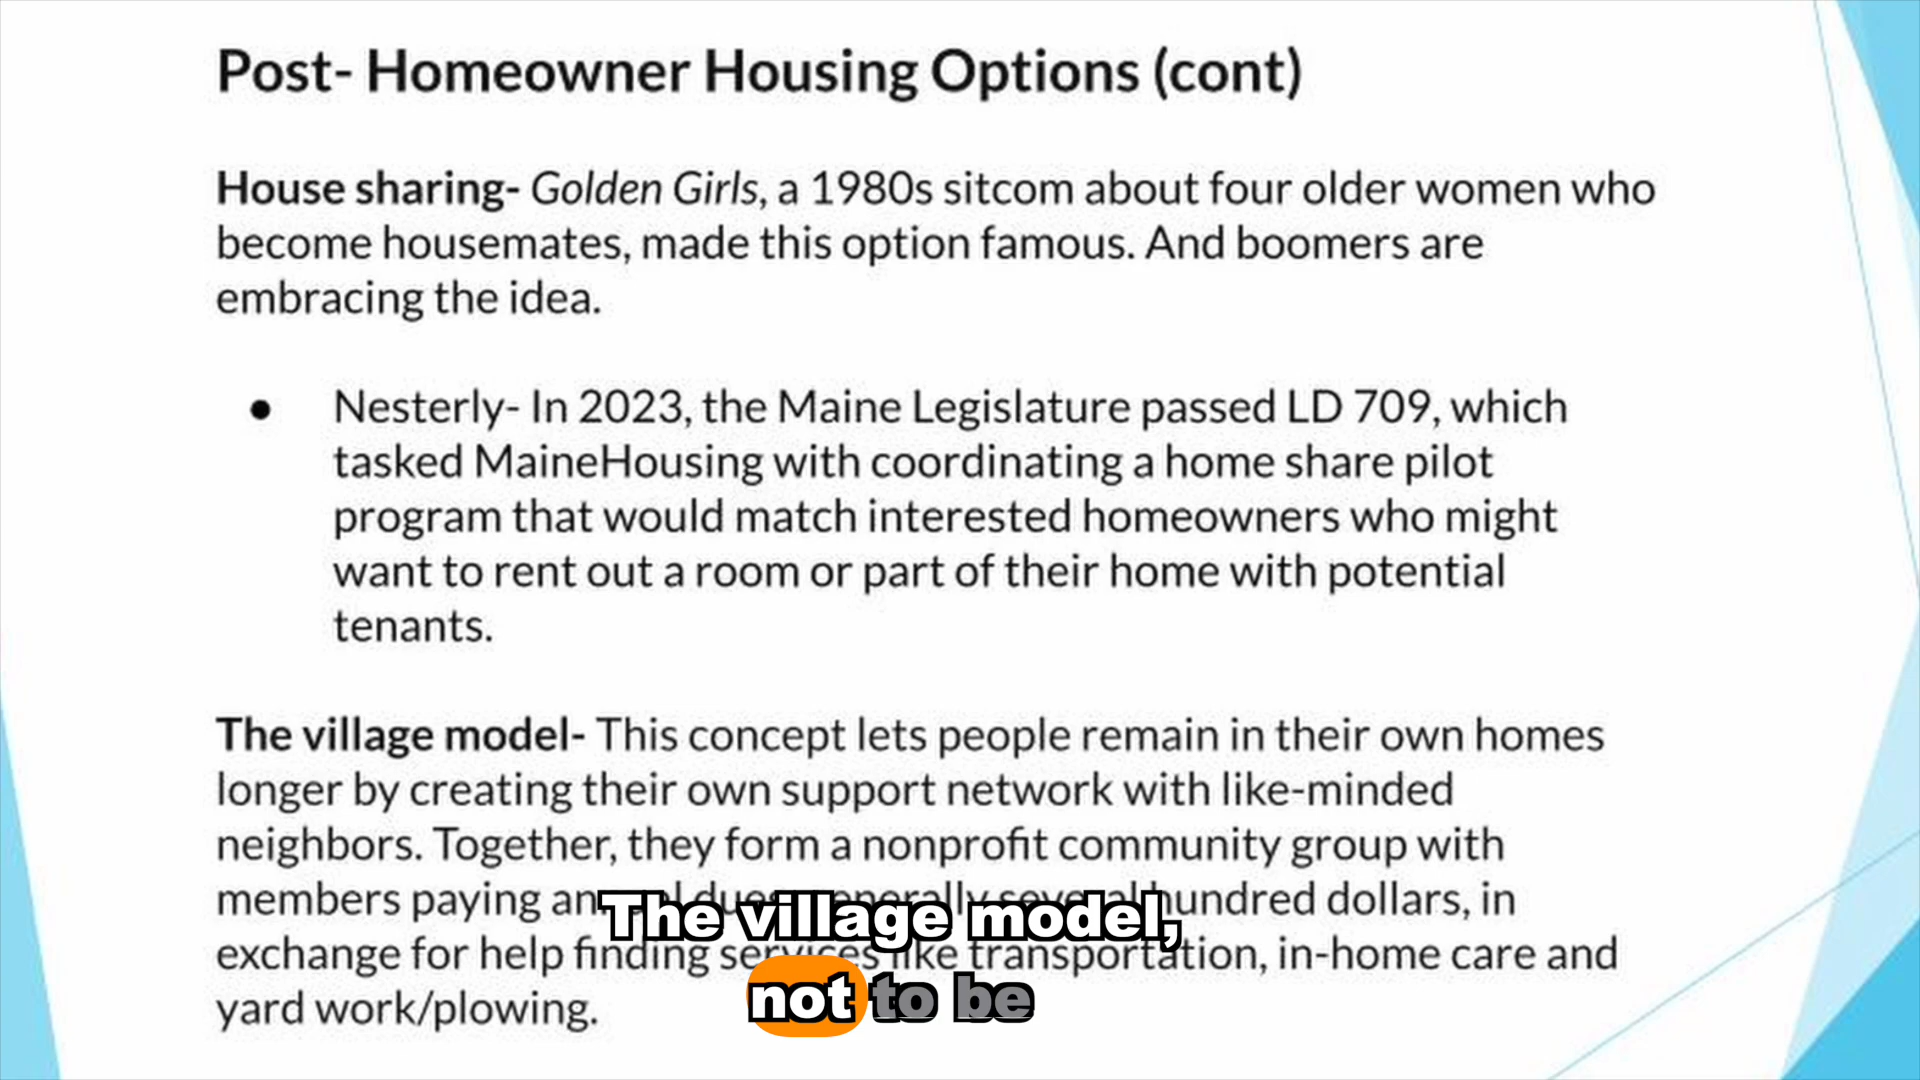 Post- Homeowner Housing Options (cont)
House sharing- Golden Girls, a 1980s sitcom about four older women who
become housemates, made this option famous. And boomers are
embracing the idea.
● Nesterly- In 2023, the Maine Legislature passed LD 709, which
tasked MaineHousing with coordinating a home share pilot
program that would match interested homeowners who might
want to rent out a room or part of their home with potential
tenants.
The village model- This concept lets people remain in their own homes
longer by creating their own support network with like-minded
neighbors. Together, they form a nonprofit community group with
members paying annual dues, generally several hundred dollars, in
exchange for help finding services like transportation, in-home care and
yard work/plowing.
The village model,
not to be